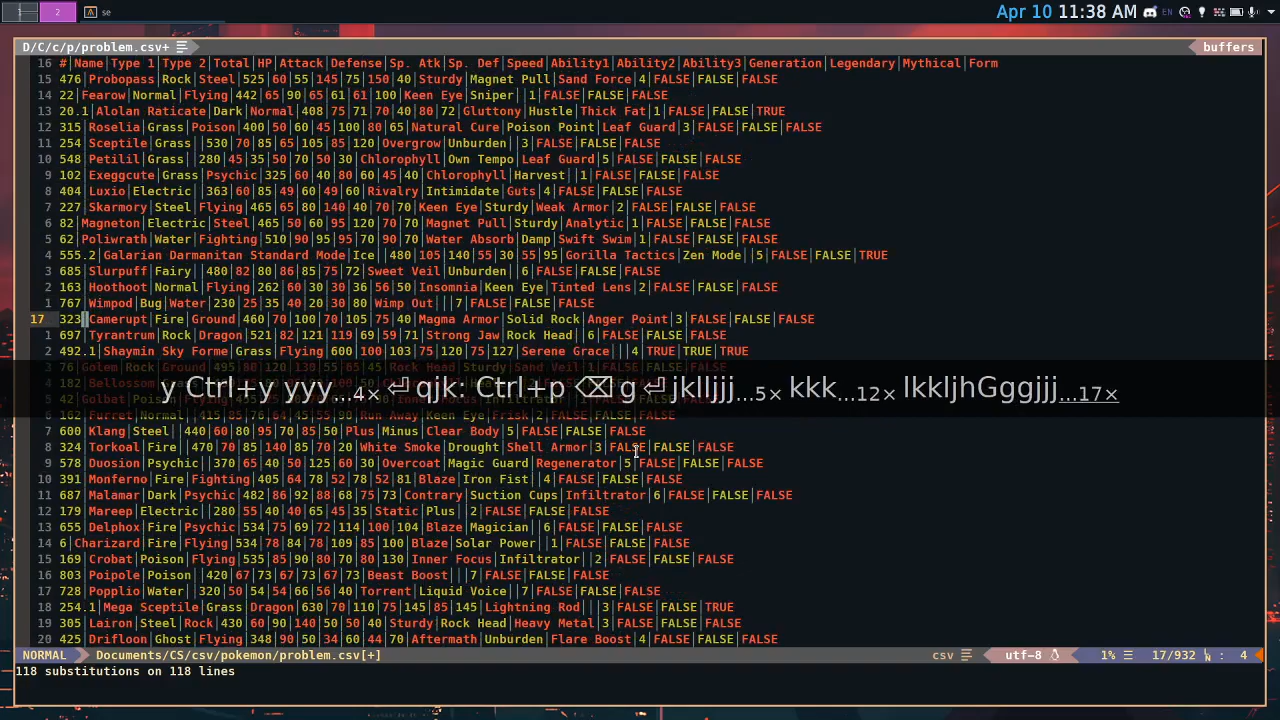 1 2 se Apr 10 11:38 AM EN
D/C/c/p/problem.csv+ buffers
16 #|Name|Type 1|Type 2|Total|HP|Attack|Defense|Sp. Atk|Sp. Def|Speed|Ability1|Ability2|Ability3|Generation|Legendary|Mythical|Form
15 476|Probopass|Rock|Steel|525|60|55|145|75|150|40|Sturdy|Magnet Pull|Sand Force|4|FALSE|FALSE|FALSE
14 22|Fearow|Normal|Flying|442|65|90|65|61|61|100|Keen Eye|Sniper||1|FALSE|FALSE|FALSE
13 20.1|Alolan Raticate|Dark|Normal|408|75|71|70|40|80|72|Gluttony|Hustle|Thick Fat|1|FALSE|FALSE|TRUE
12 315|Roselia|Grass|Poison|400|50|60|45|100|80|65|Natural Cure|Poison Point|Leaf Guard|3|FALSE|FALSE|FALSE
11 254|Sceptile|Grass||530|70|85|65|105|85|120|Overgrow|Unburden||3|FALSE|FALSE|FALSE
10 548|Petilil|Grass||280|45|35|50|70|50|30|Chlorophyll|Own Tempo|Leaf Guard|5|FALSE|FALSE|FALSE
9 102|Exeggcute|Grass|Psychic|325|60|40|80|60|45|40|Chlorophyll|Harvest||1|FALSE|FALSE|FALSE
8 404|Luxio|Electric||363|60|85|49|60|49|60|Rivalry|Intimidate|Guts|4|FALSE|FALSE|FALSE
7 227|Skarmory|Steel|Flying|465|65|80|140|40|70|70|Keen Eye|Sturdy|Weak Armor|2|FALSE|FALSE|FALSE
6 82|Magneton|Electric|Steel|465|50|60|95|120|70|70|Magnet Pull|Sturdy|Analytic|1|FALSE|FALSE|FALSE
5 62|Poliwrath|Water|Fighting|510|90|95|95|70|90|70|Water Absorb|Damp|Swift Swim|1|FALSE|FALSE|FALSE
4 555.2|Galarian Darmanitan Standard Mode|Ice||480|105|140|55|30|55|95|Gorilla Tactics|Zen Mode||5|FALSE|FALSE|TRUE
3 685|Slurpuff|Fairy||480|82|80|86|85|75|72|Sweet Veil|Unburden||6|FALSE|FALSE|FALSE
2 163|Hoothoot|Normal|Flying|262|60|30|30|36|56|50|Insomnia|Keen Eye|Tinted Lens|2|FALSE|FALSE|FALSE
1 767|Wimpod|Bug|Water|230|25|35|40|20|30|80|Wimp Out|||7|FALSE|FALSE|FALSE
17 323|Camerupt|Fire|Ground|460|70|100|70|105|75|40|Magma Armor|Solid Rock|Anger Point|3|FALSE|FALSE|FALSE
1 697|Tyrantrum|Rock|Dragon|521|82|121|119|69|59|71|Strong Jaw|Rock Head||6|FALSE|FALSE|FALSE
2 492.1|Shaymin Sky Forme|Grass|Flying|600|100|103|75|120|75|127|Serene Grace|||4|TRUE|TRUE|TRUE
y Ctrl+y yyy...4× ⏎ qjk: Ctrl+p ⌫ g ⏎ jklljjj...5× kkk...12× lkkljhGggjjj...17×
7 600|Klang|Steel||440|60|80|95|70|85|50|Plus|Minus|Clear Body|5|FALSE|FALSE|FALSE
8 324|Torkoal|Fire||470|70|85|140|85|70|20|White Smoke|Drought|Shell Armor|3|FALSE|FALSE|FALSE
9 578|Duosion|Psychic||370|65|40|50|125|60|30|Overcoat|Magic Guard|Regenerator|5|FALSE|FALSE|FALSE
10 391|Monferno|Fire|Fighting|405|64|78|52|78|52|81|Blaze|Iron Fist||4|FALSE|FALSE|FALSE
11 687|Malamar|Dark|Psychic|482|86|92|88|68|75|73|Contrary|Suction Cups|Infiltrator|6|FALSE|FALSE|FALSE
12 179|Mareep|Electric||280|55|40|40|65|45|35|Static|Plus||2|FALSE|FALSE|FALSE
13 655|Delphox|Fire|Psychic|534|75|69|72|114|100|104|Blaze|Magician||6|FALSE|FALSE|FALSE
14 6|Charizard|Fire|Flying|534|78|84|78|109|85|100|Blaze|Solar Power||1|FALSE|FALSE|FALSE
15 169|Crobat|Poison|Flying|535|85|90|80|70|80|130|Inner Focus|Infiltrator||2|FALSE|FALSE|FALSE
16 803|Poipole|Poison||420|67|73|67|73|67|73|Beast Boost|||7|FALSE|FALSE|FALSE
17 728|Popplio|Water||320|50|54|54|66|56|40|Torrent|Liquid Voice||7|FALSE|FALSE|FALSE
18 254.1|Mega Sceptile|Grass|Dragon|630|70|110|75|145|85|145|Lightning Rod|||3|FALSE|FALSE|TRUE
19 305|Lairon|Steel|Rock|430|60|90|140|50|50|40|Sturdy|Rock Head|Heavy Metal|3|FALSE|FALSE|FALSE
20 425|Drifloon|Ghost|Flying|348|90|50|34|60|44|70|Aftermath|Unburden|Flare Boost|4|FALSE|FALSE|FALSE
NORMAL Documents/CS/csv/pokemon/problem.csv[+] csv utf-8 1% 17/932 : 4
118 substitutions on 118 lines